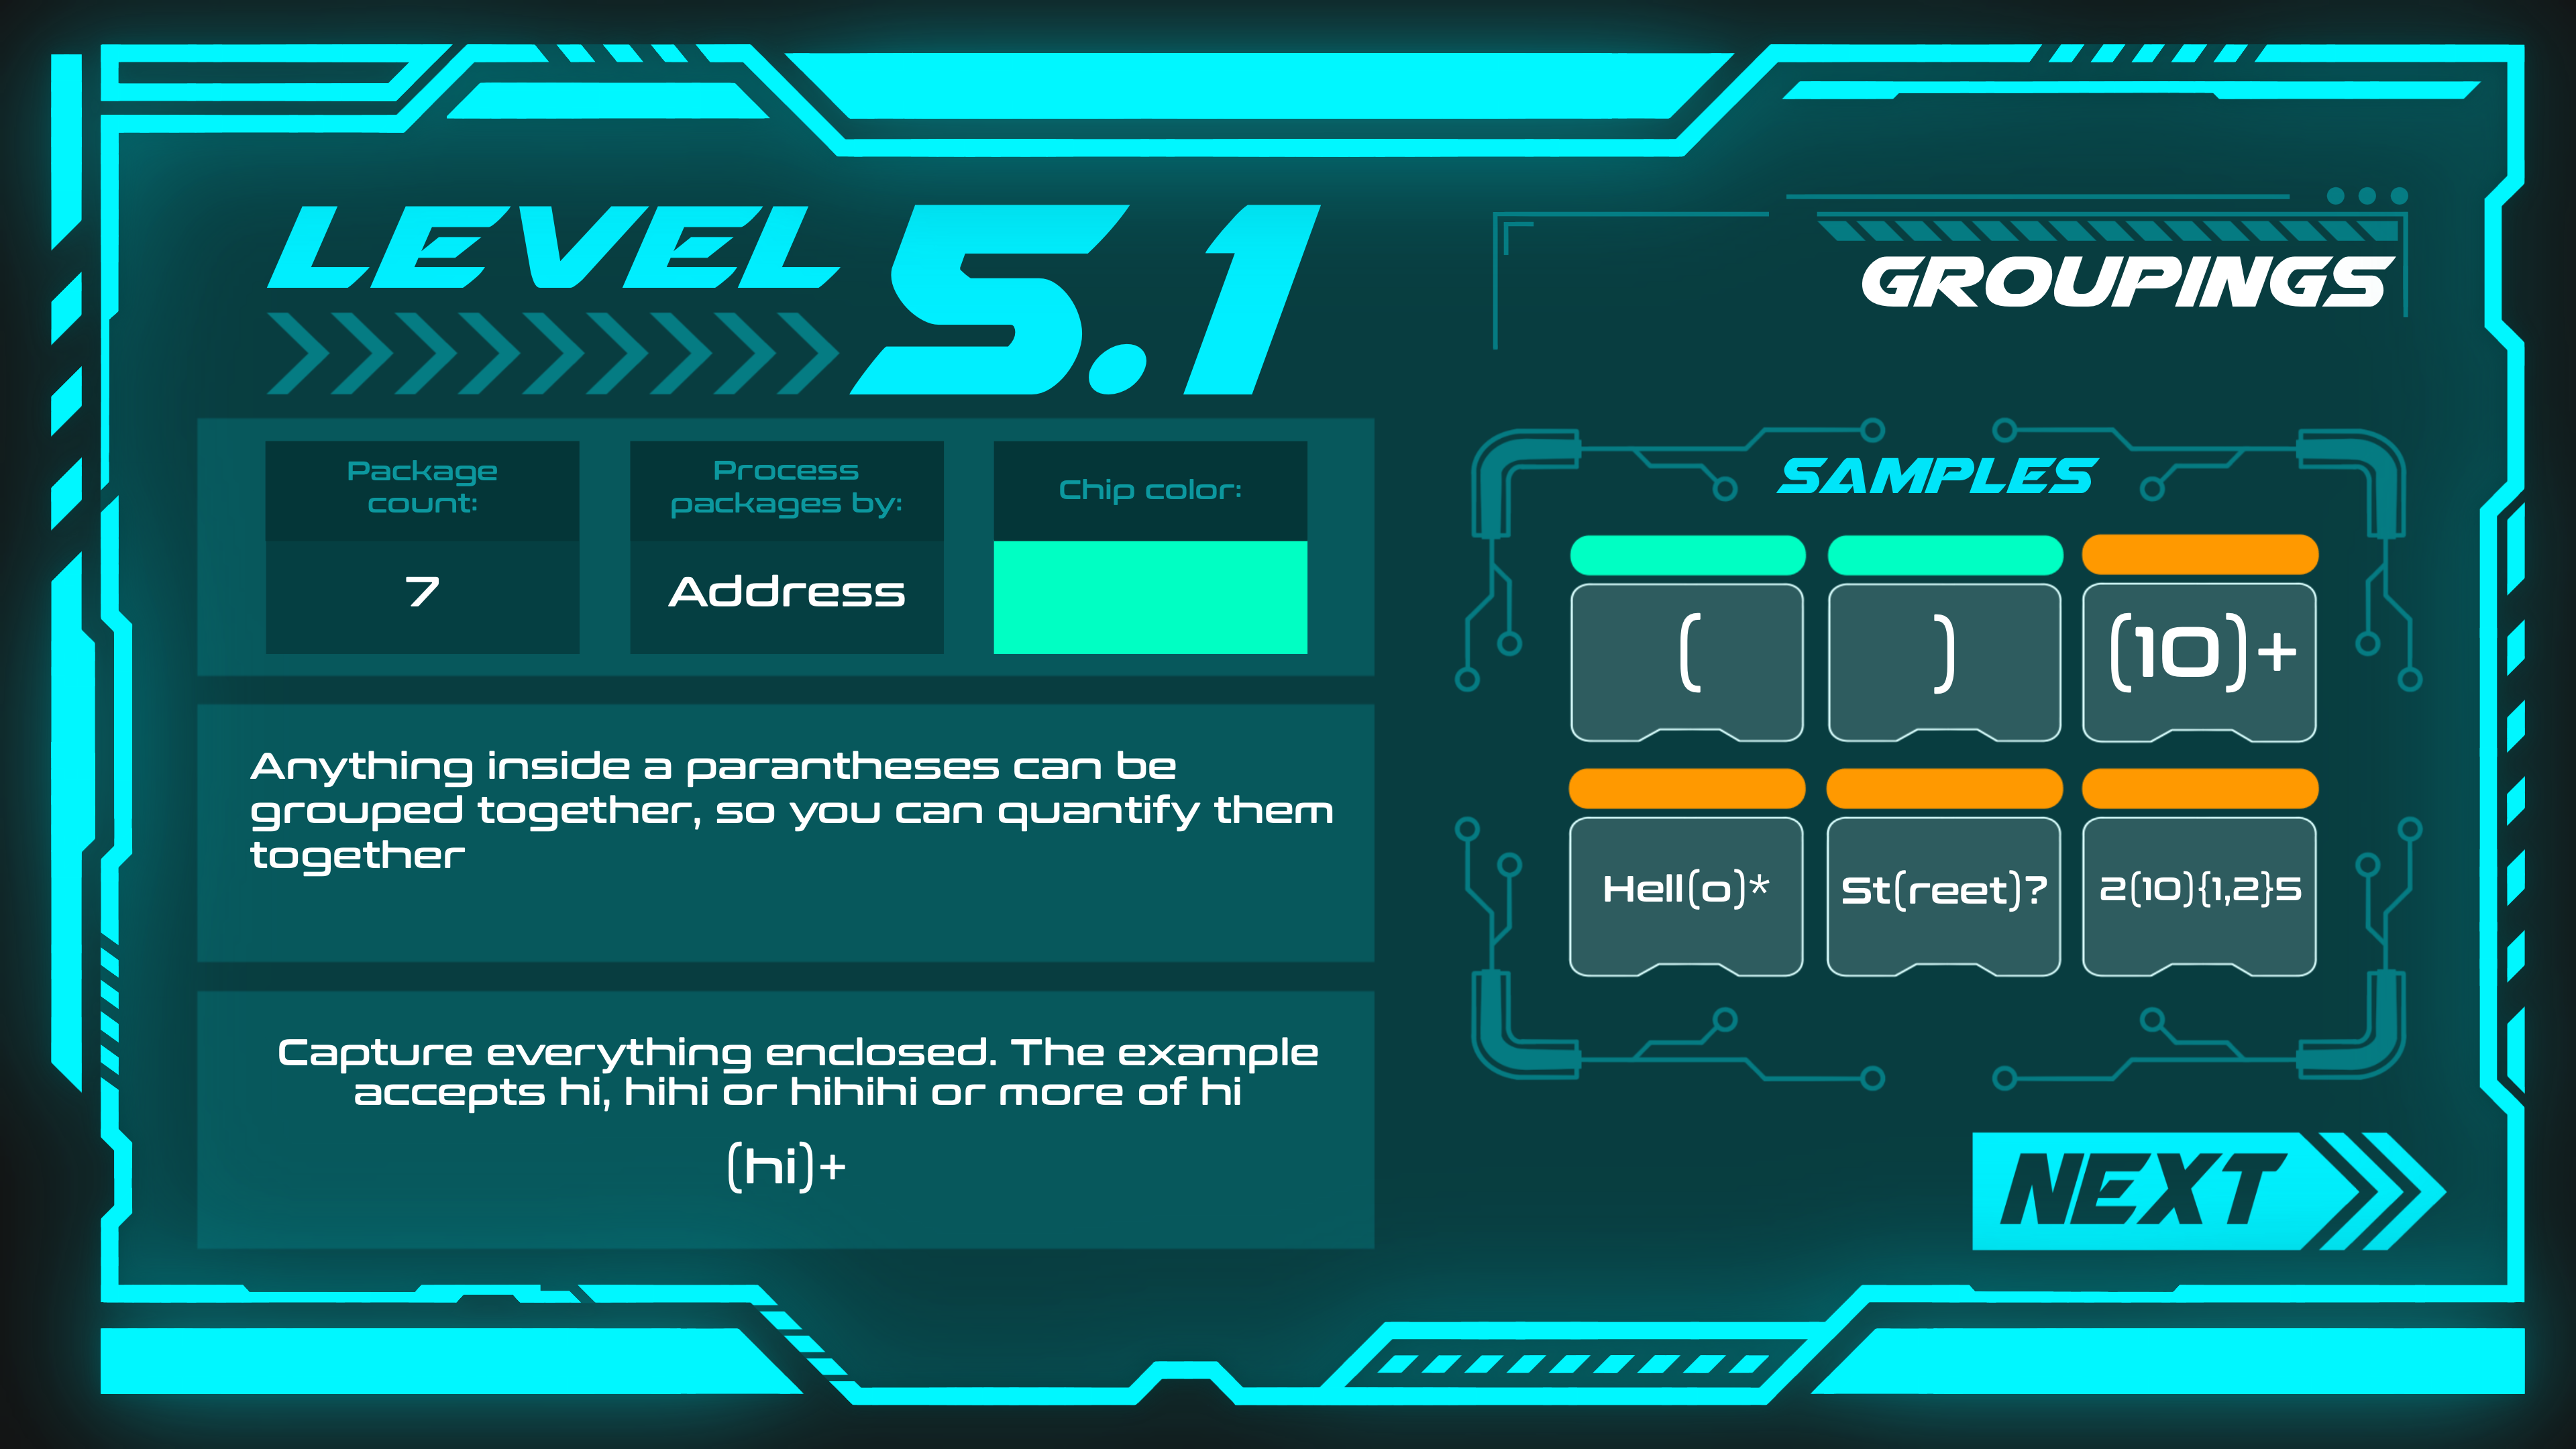 LEVEL 5.1
GROUPINGS
Package
count:
7
Process
packages by:
Address
Chip color:
Anything inside a parantheses can be
grouped together, so you can quantify them
together
Capture everything enclosed. The example
accepts hi, hihi or hihihi or more of hi
(hi)+
SAMPLES
( ) (10)+
Hell(o)* St(reet)? 2(10){1,2}5
NEXT